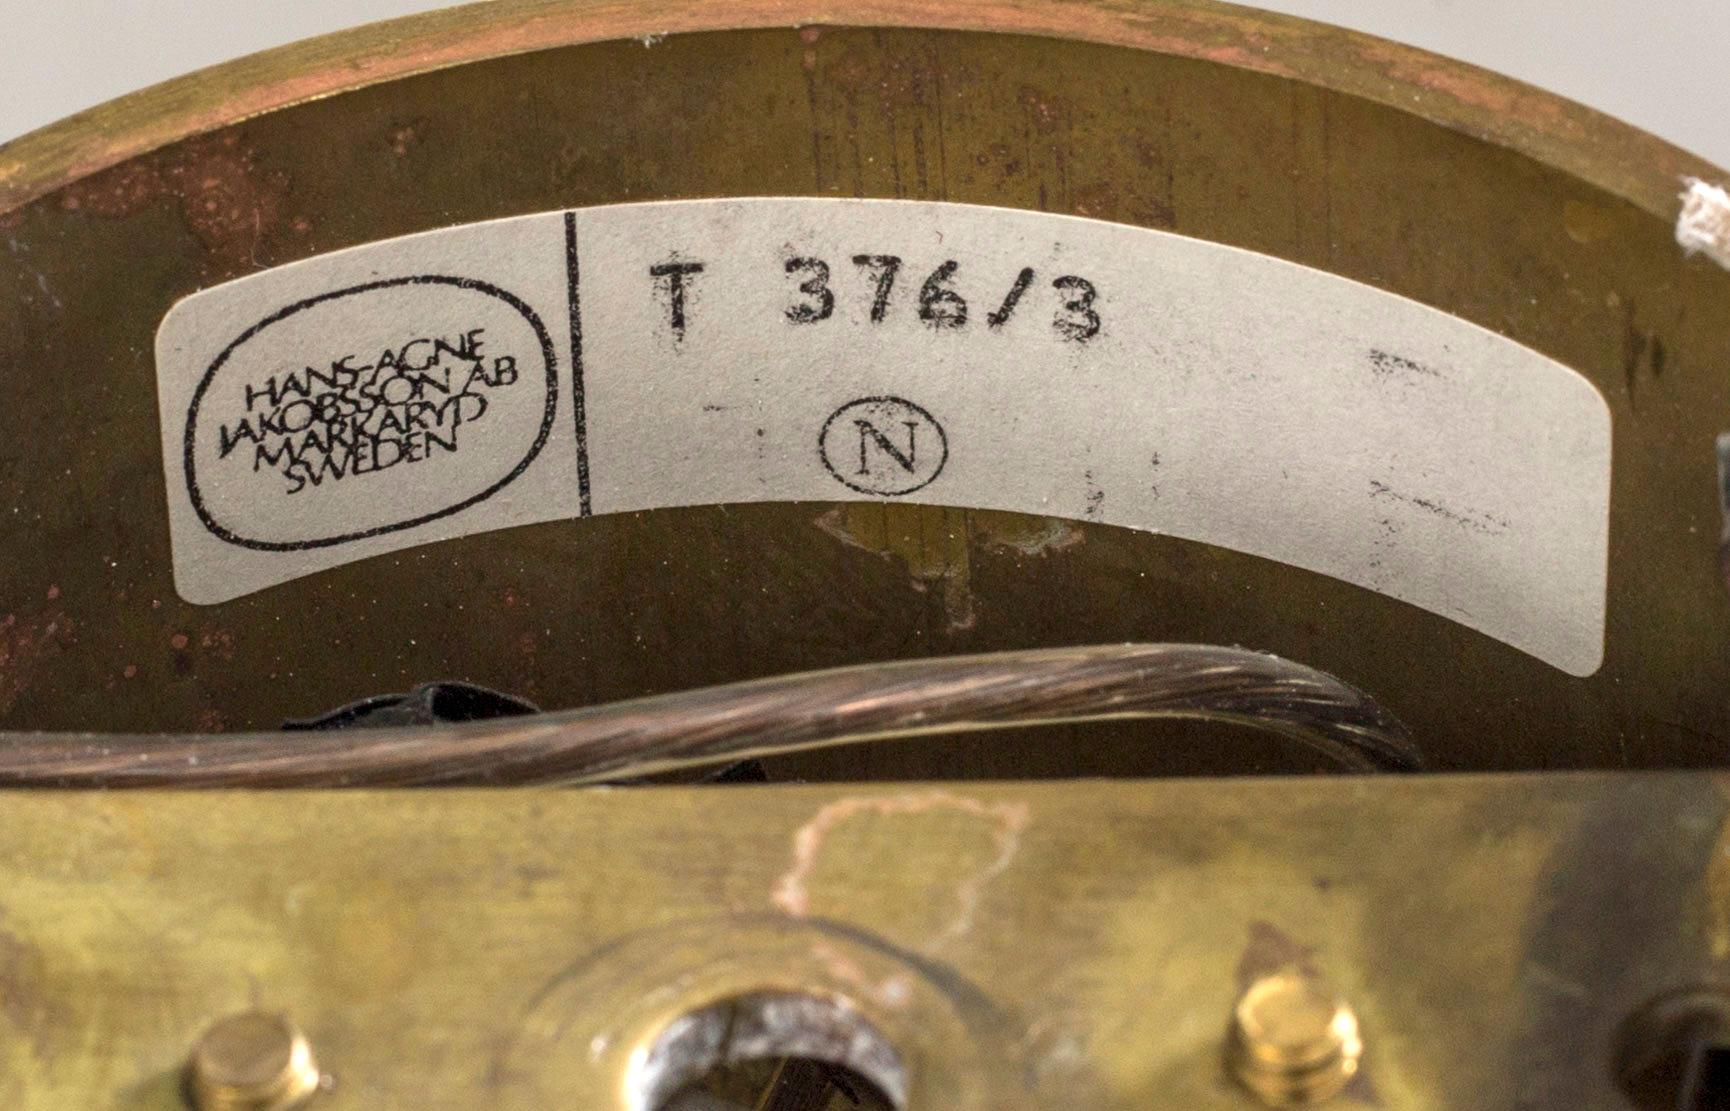 HANS-AGNE
JAKOBSSON AB
MARKARYD
SWEDEN
T 376/3
N